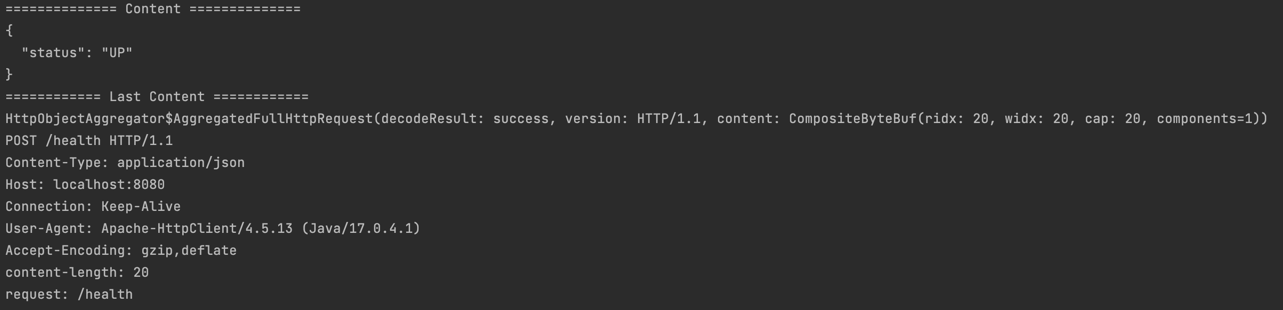 ============== Content ==============
{
  "status": "UP"
}
============ Last Content ============
HttpObjectAggregator$AggregatedFullHttpRequest(decodeResult: success, version: HTTP/1.1, content: CompositeByteBuf(ridx: 20, widx: 20, cap: 20, components=1))
POST /health HTTP/1.1
Content-Type: application/json
Host: localhost:8080
Connection: Keep-Alive
User-Agent: Apache-HttpClient/4.5.13 (Java/17.0.4.1)
Accept-Encoding: gzip,deflate
content-length: 20
request: /health